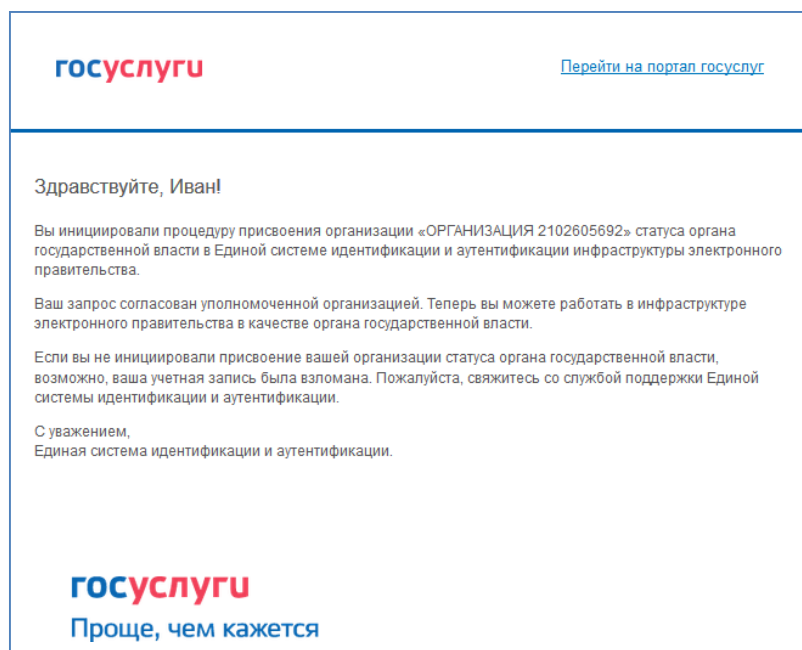 госуслуги
Перейти на портал госуслуг
Здравствуйте, Иван!
Вы инициировали процедуру присвоения организации «ОРГАНИЗАЦИЯ 2102605692» статуса органа
государственной власти в Единой системе идентификации и аутентификации инфраструктуры электронного
правительства.
Ваш запрос согласован уполномоченной организацией. Теперь вы можете работать в инфраструктуре
электронного правительства в качестве органа государственной власти.
Если вы не инициировали присвоение вашей организации статуса органа государственной власти,
возможно, ваша учетная запись была взломана. Пожалуйста, свяжитесь со службой поддержки Единой
системы идентификации и аутентификации.
С уважением,
Единая система идентификации и аутентификации.
госуслуги
Проще, чем кажется